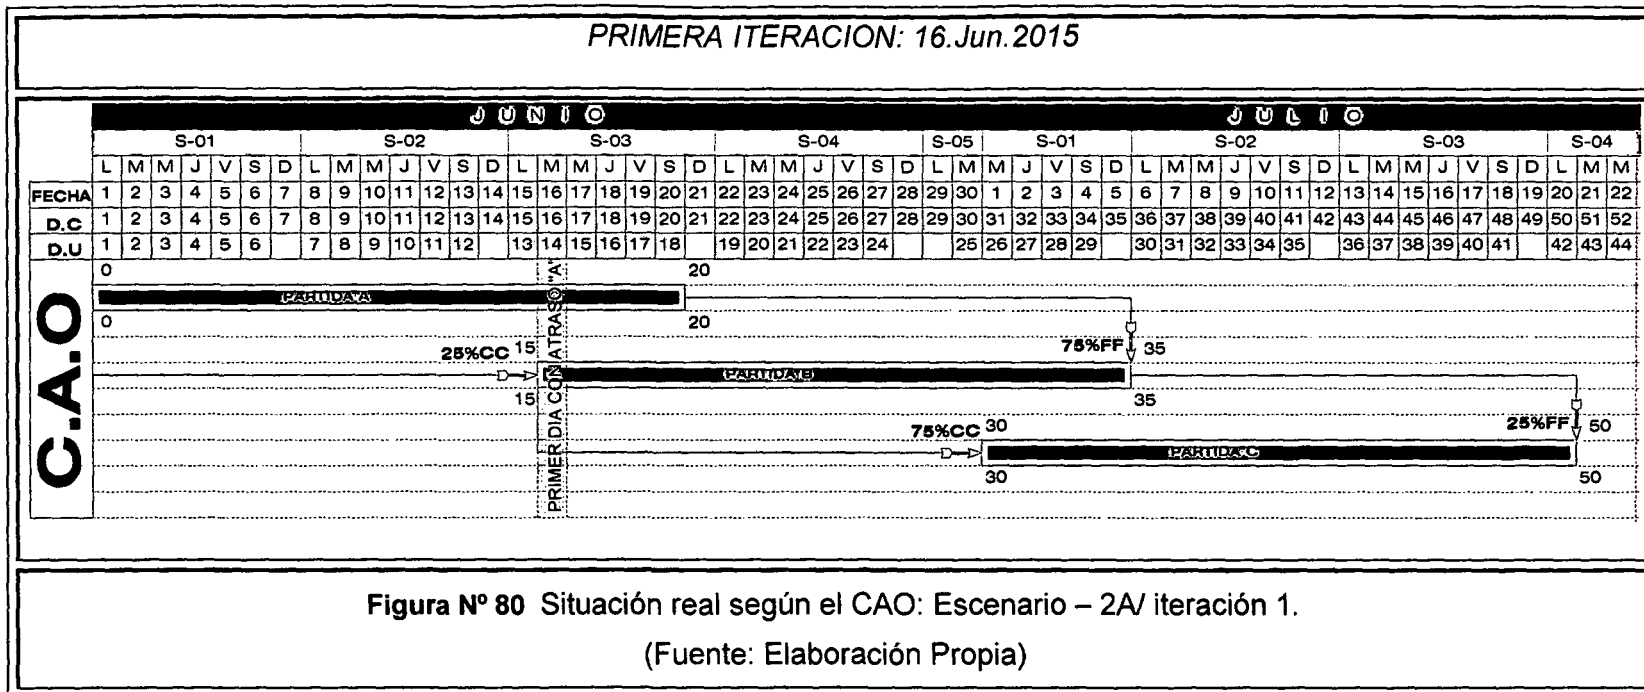 PRIMERA ITERACION: 16.Jun.2015
JUNIO JULIO
S-01 S-02 S-03 S-04 S-05 S-01 S-02 S-03 S-04
L M M J V S D L M M J V S D L M M J V S D L M M J V S D L M M J V S D L M M J V S D L M M J V S D L M M
FECHA 1 2 3 4 5 6 7 8 9 10 11 12 13 14 15 16 17 18 19 20 21 22 23 24 25 26 27 28 29 30 1 2 3 4 5 6 7 8 9 10 11 12 13 14 15 16 17 18 19 20 21 22
D.C 1 2 3 4 5 6 7 8 9 10 11 12 13 14 15 16 17 18 19 20 21 22 23 24 25 26 27 28 29 30 31 32 33 34 35 36 37 38 39 40 41 42 43 44 45 46 47 48 49 50 51 52
D.U 1 2 3 4 5 6 7 8 9 10 11 12 13 14 15 16 17 18 19 20 21 22 23 24 25 26 27 28 29 30 31 32 33 34 35 36 37 38 39 40 41 42 43 44
C.A.O
0 20
PARTIDA A
0 20
PRIMER DIA CON ATRASO "A"
25%CC 15 75%FF 35
PARTIDA B
15 35
75%CC 30 25%FF 50
PARTIDA C
30 50
Figura Nº 80 Situación real según el CAO: Escenario – 2A/ iteración 1.
(Fuente: Elaboración Propia)